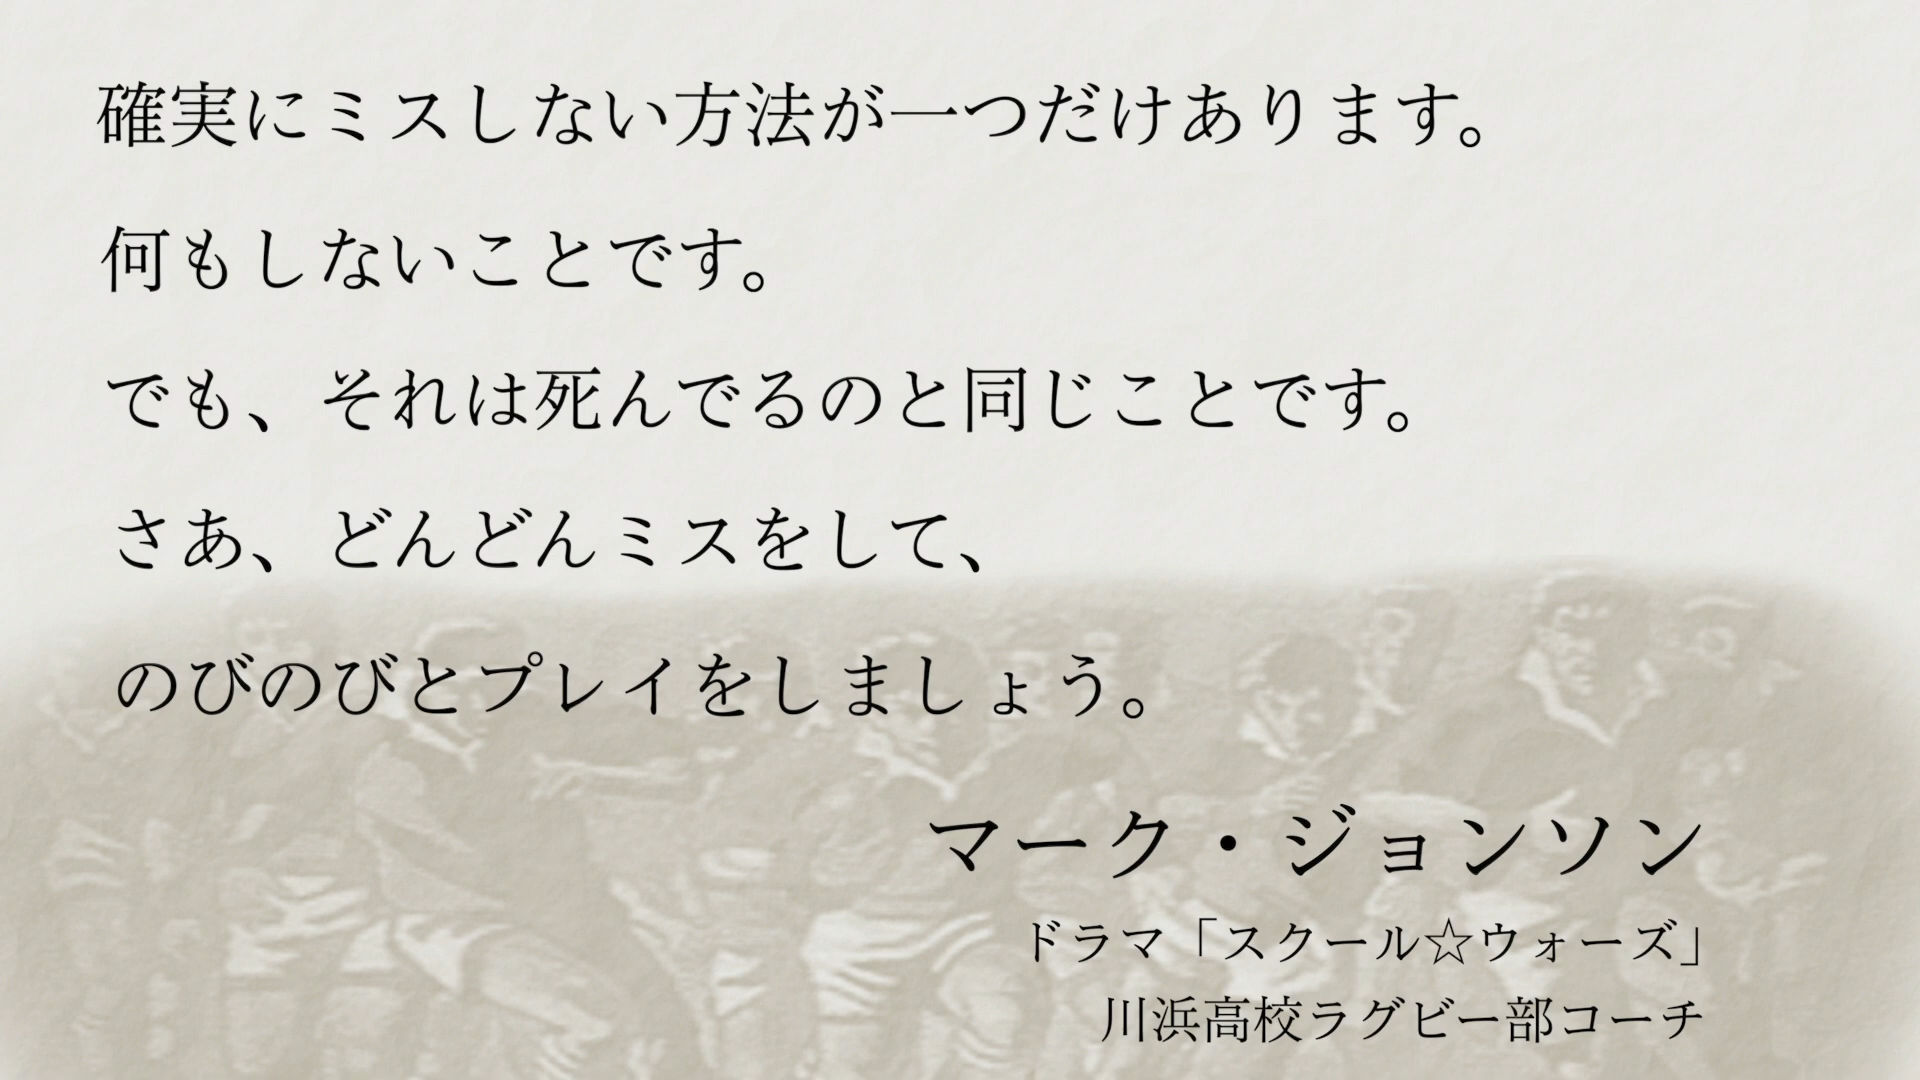 確実にミスしない方法が一つだけあります。
何もしないことです。
でも、それは死んでるのと同じことです。
さあ、どんどんミスをして、
のびのびとプレイをしましょう。
マーク・ジョンソン
ドラマ「スクール☆ウォーズ」
川浜高校ラグビー部コーチ